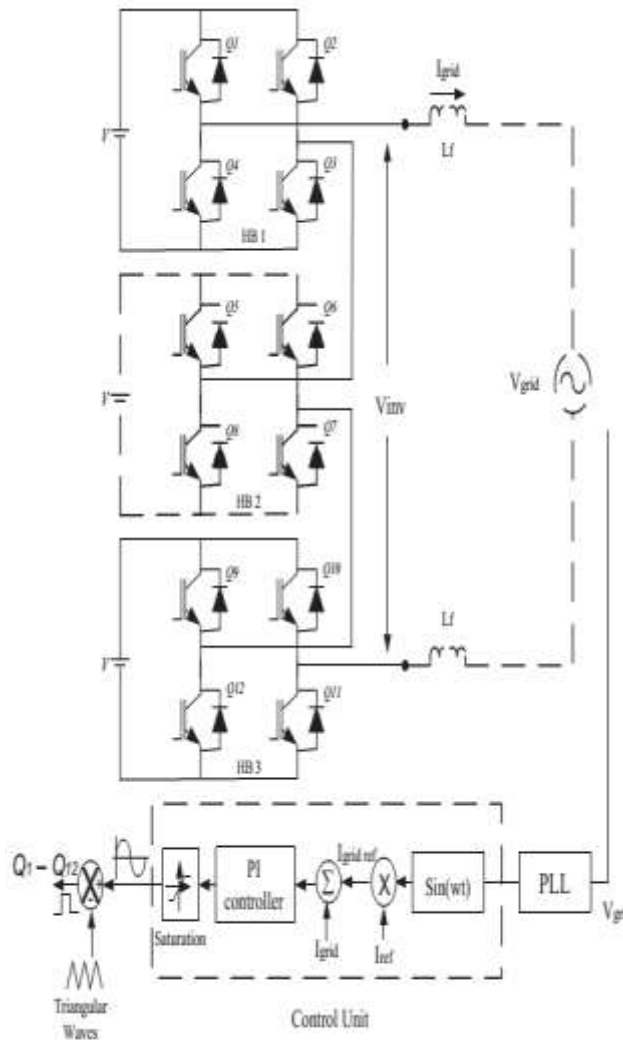 Q1
Q2
V
Q4
Q3
HB 1
Igrid
Lf
Q5
Q6
V
Q8
Q7
HB 2
Vinv
Vgrid
Q9
Q10
V
Q12
Q11
HB 3
Lf
Q1 – Q12
Saturation
PI
controller
Igrid ref
Σ
X
Sin(wt)
PLL
Igrid
Iref
Triangular
Waves
Control Unit